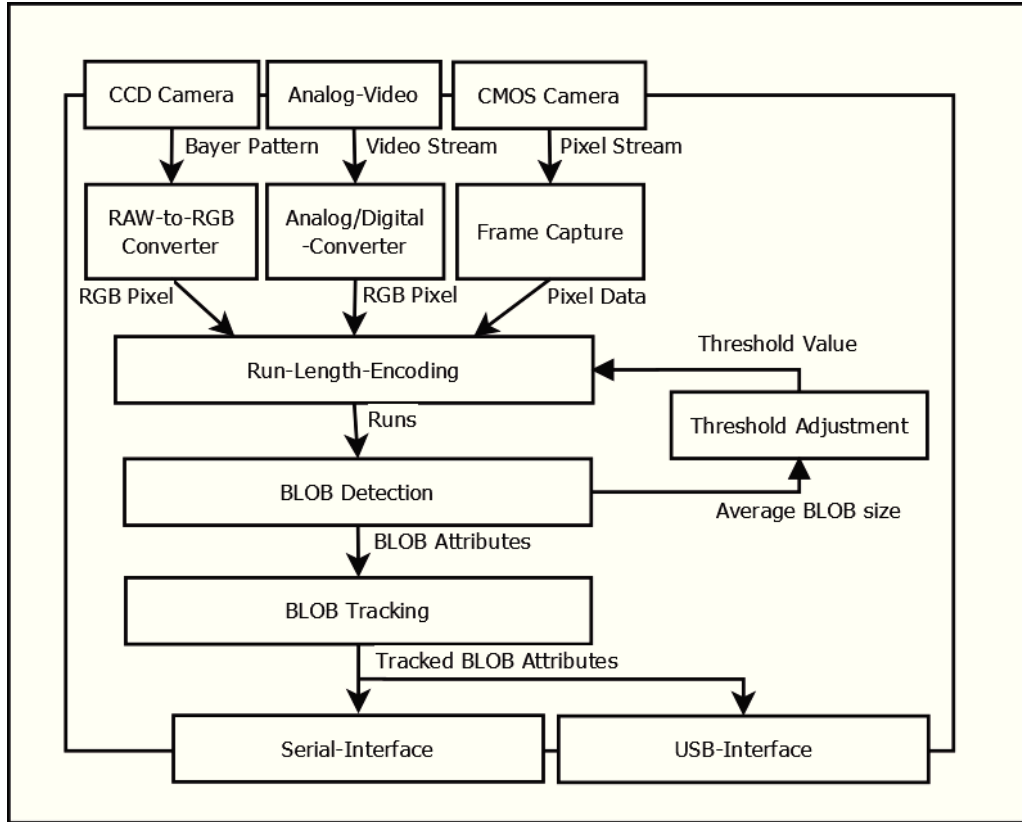 CCD Camera
Analog-Video
CMOS Camera
Bayer Pattern
Video Stream
Pixel Stream
RAW-to-RGB
Converter
Analog/Digital
-Converter
Frame Capture
RGB Pixel
RGB Pixel
Pixel Data
Threshold Value
Run-Length-Encoding
Runs
Threshold Adjustment
BLOB Detection
Average BLOB size
BLOB Attributes
BLOB Tracking
Tracked BLOB Attributes
Serial-Interface
USB-Interface